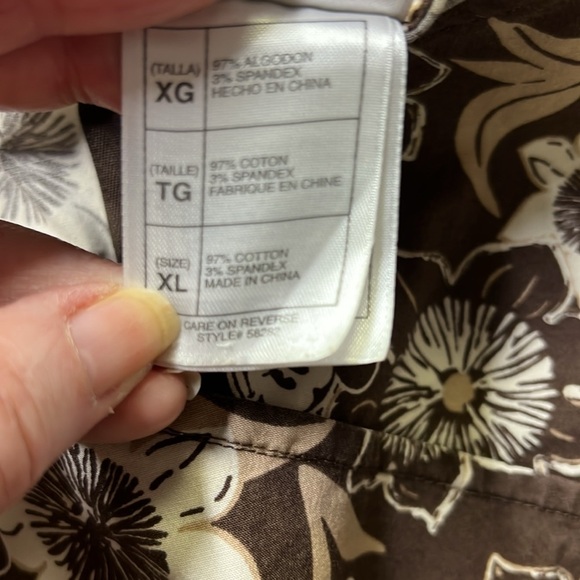 (TALLA)
XG
97% ALGODON
3% SPANDEX
HECHO EN CHINA
(TAILLE)
TG
97% COTON
3% SPANDEX
FABRIQUE EN CHINE
(SIZE)
XL
97% COTTON
3% SPANDEX
MADE IN CHINA
CARE ON REVERSE
STYLE#